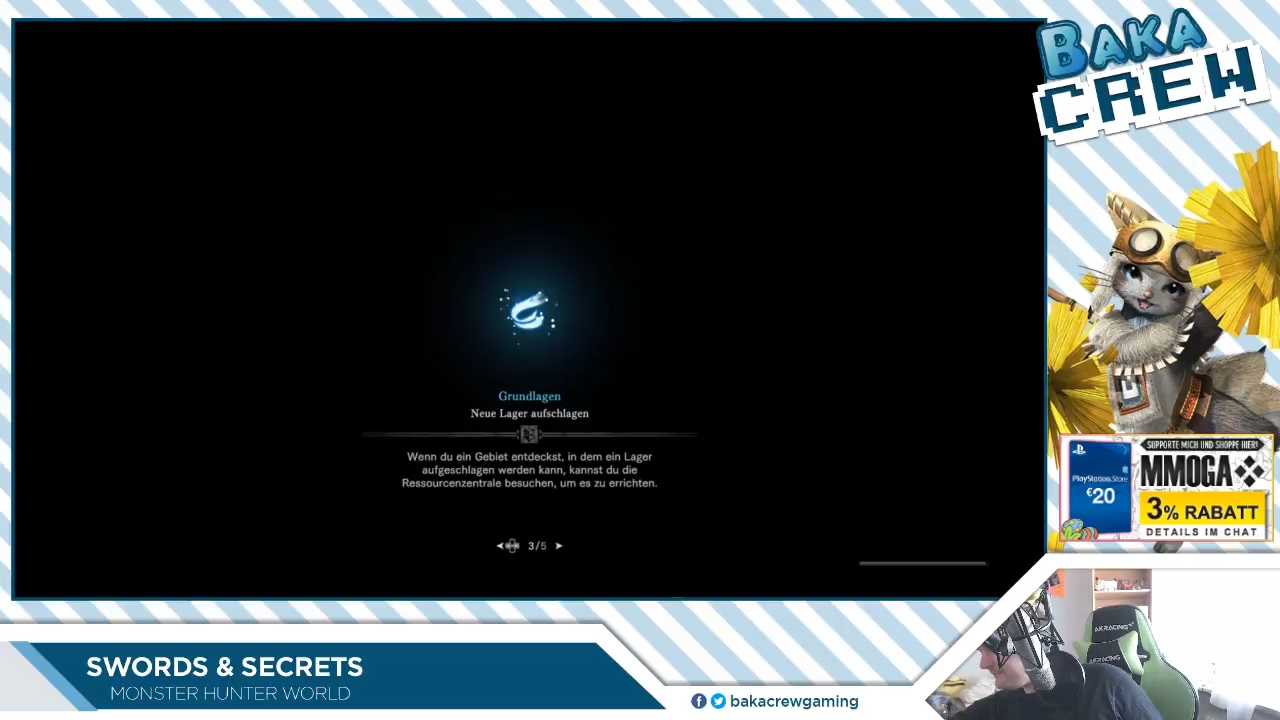 BAKA
CREW
Grundlagen
Neue Lager aufschlagen
Wenn du ein Gebiet entdeckst, in dem ein Lager
aufgeschlagen werden kann, kannst du die
Ressourcenzentrale besuchen, um es zu errichten.
3/5
SUPPORTE MICH UND SHOPPE HIER!
PlayStation.Store
€20
MMOGA
3% RABATT
DETAILS IM CHAT
AKRACING
AKRACING
SWORDS & SECRETS
MONSTER HUNTER WORLD
bakacrewgaming